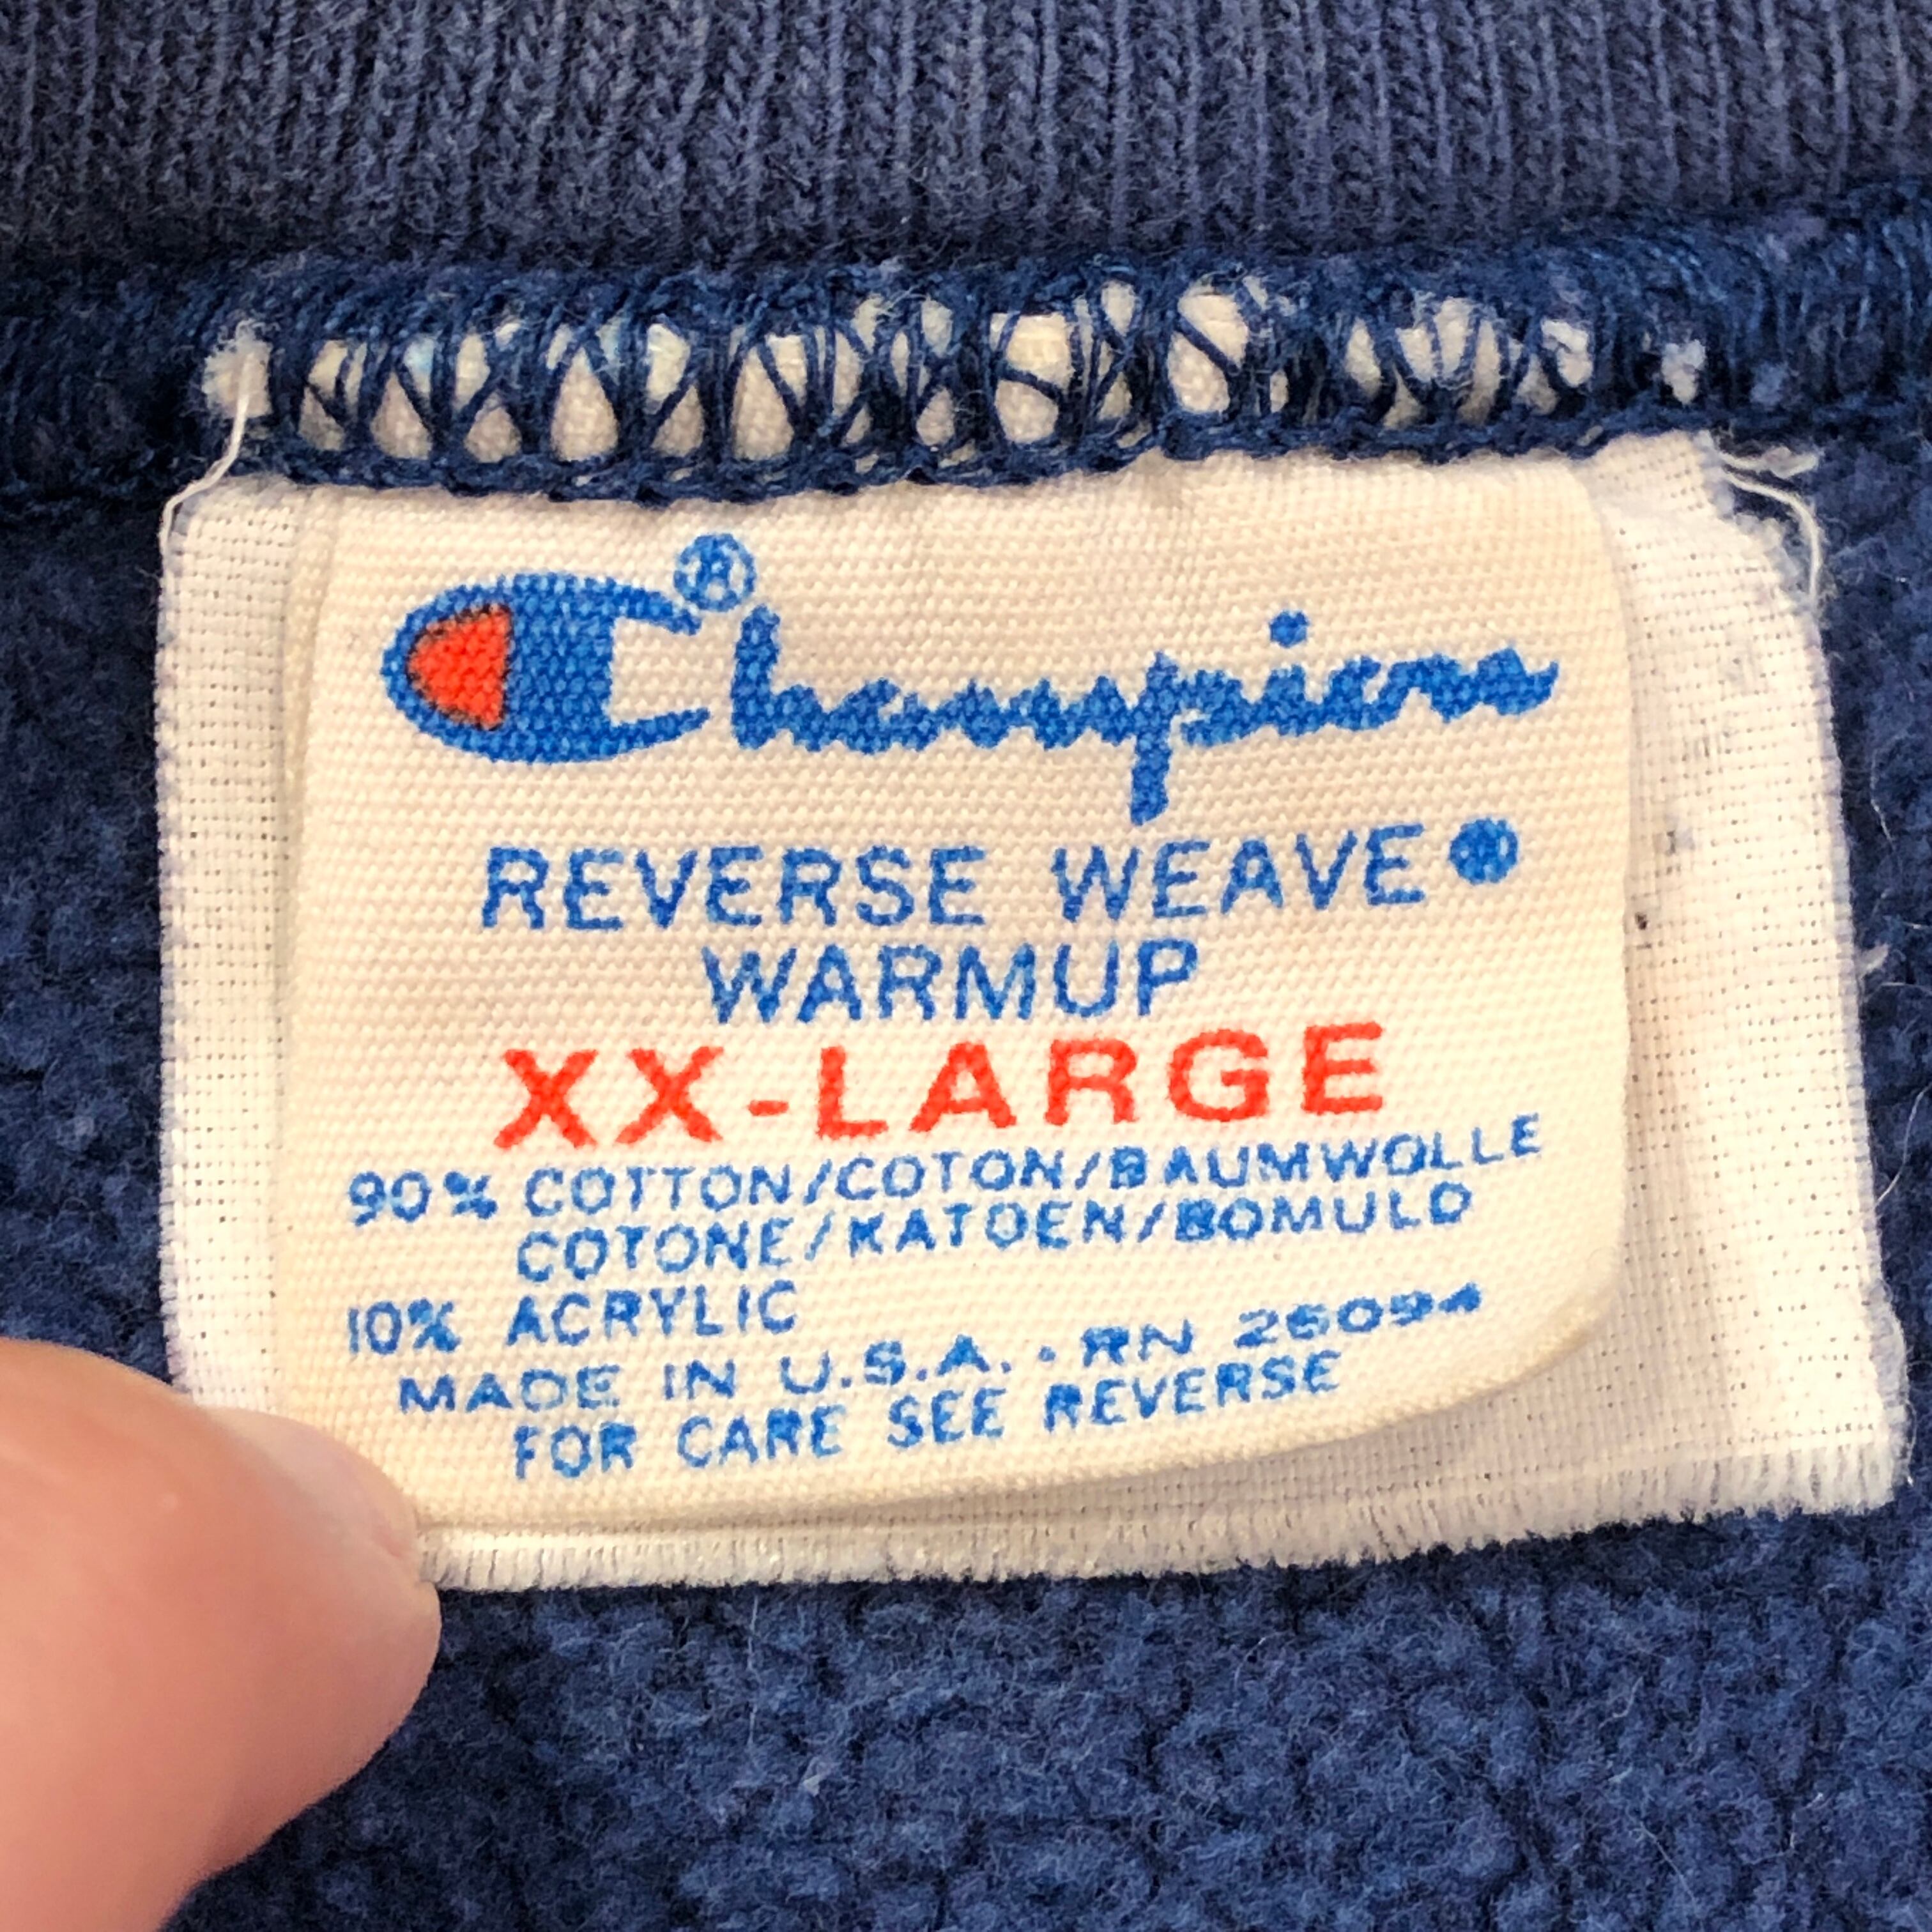 Champion®
REVERSE WEAVE®
WARMUP
XX-LARGE
90% COTTON/COTON/BAUMWOLLE
COTONE/KATOEN/BOMULD
10% ACRYLIC
MADE IN U.S.A. · RN 26094
FOR CARE SEE REVERSE